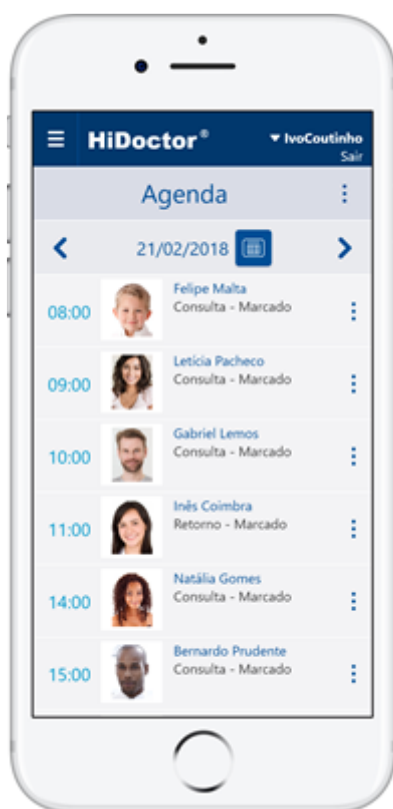 HiDoctor®
IvoCoutinho
Sair
Agenda
21/02/2018
08:00
Felipe Malta
Consulta - Marcado
09:00
Letícia Pacheco
Consulta - Marcado
10:00
Gabriel Lemos
Consulta - Marcado
11:00
Inês Coimbra
Retorno - Marcado
14:00
Natália Gomes
Consulta - Marcado
15:00
Bernardo Prudente
Consulta - Marcado